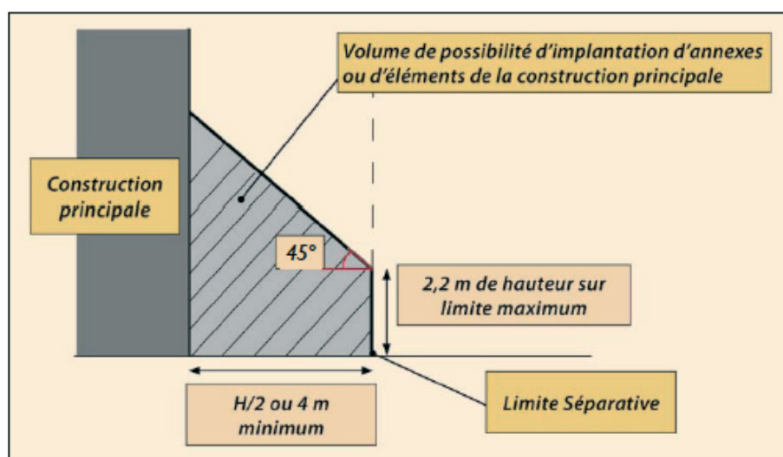 Volume de possibilité d'implantation d'annexes
ou d'éléments de la construction principale
Construction
principale
45°
2,2 m de hauteur sur
limite maximum
H/2 ou 4 m
minimum
Limite Séparative